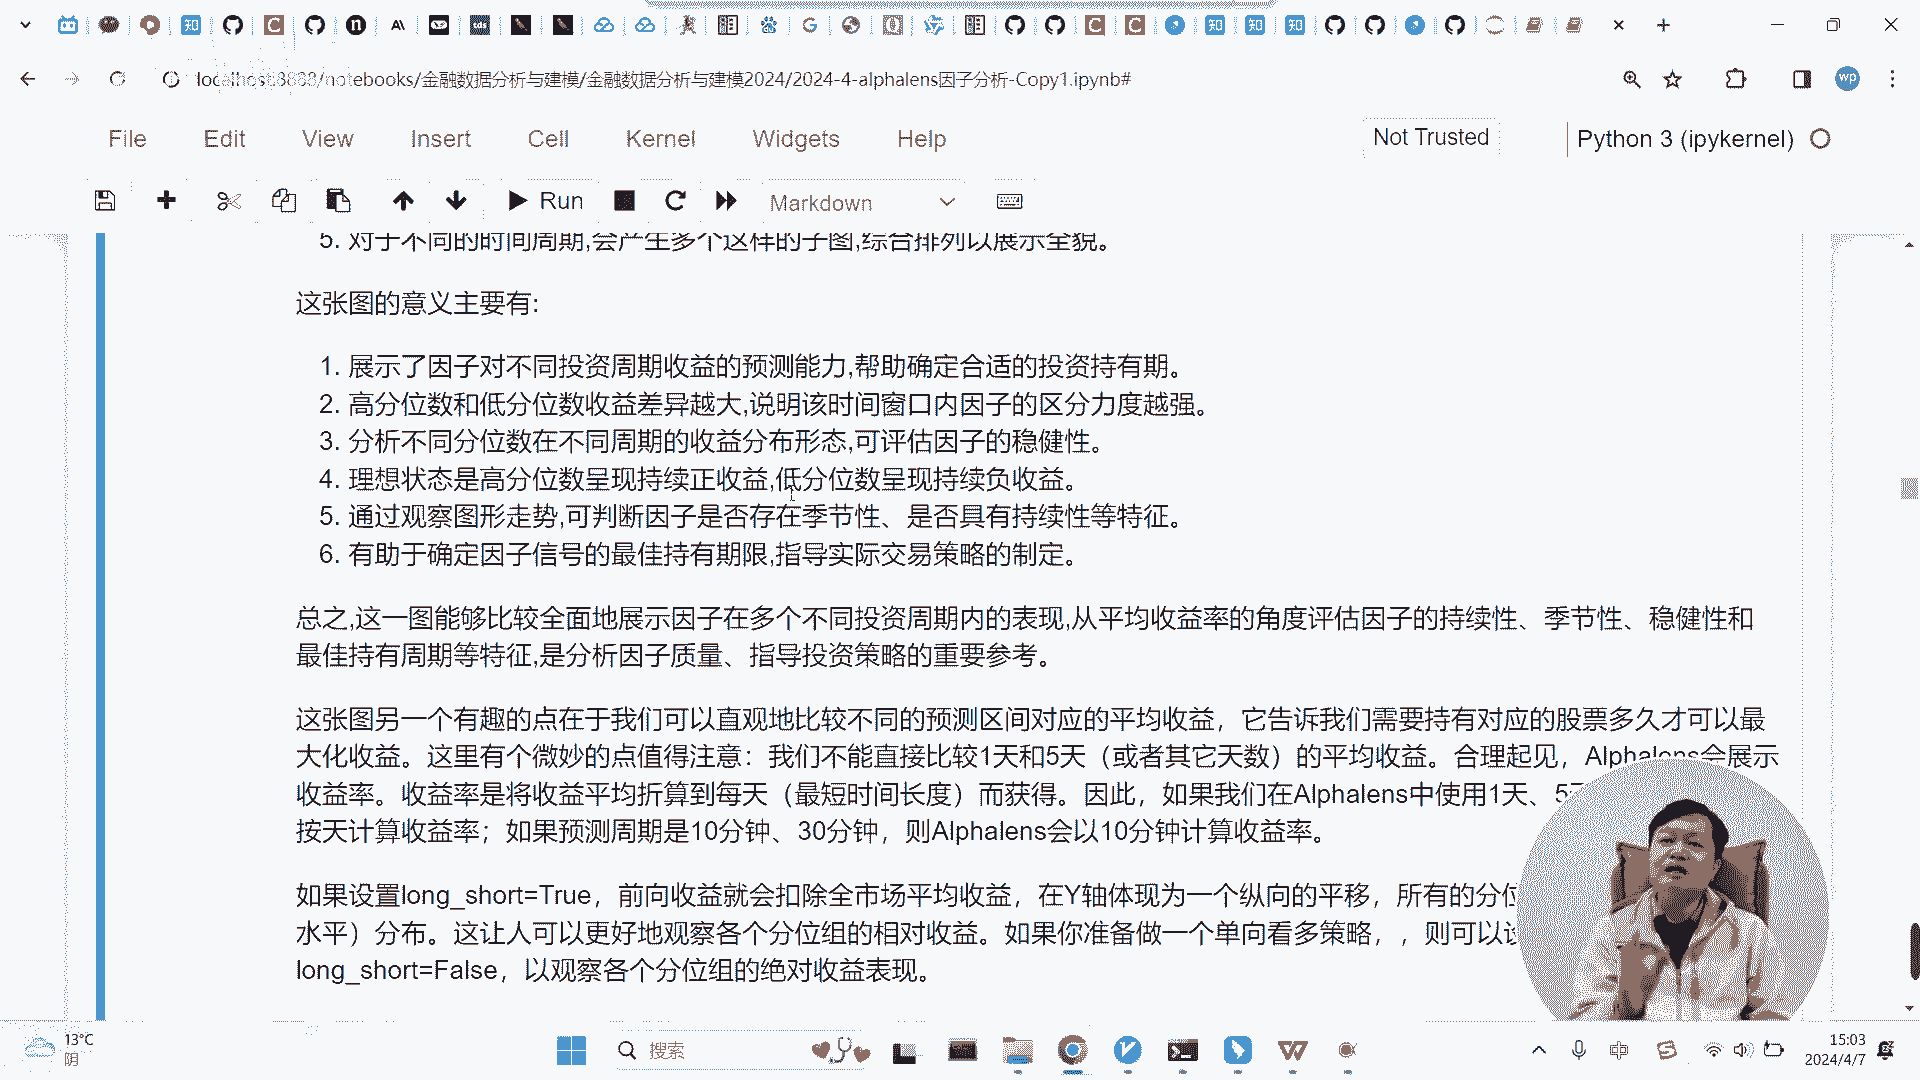 localhost:8888/notebooks/金融数据分析与建模/金融数据分析与建模2024/2024-4-alphalens因子分析-Copy1.ipynb#
wp
File Edit View Insert Cell Kernel Widgets Help
Not Trusted
Python 3 (ipykernel)
Run
Markdown
5. 对于不同的时间周期,会产生多个这样的子图,综合排列以展示全貌。
这张图的意义主要有:
1. 展示了因子对不同投资周期收益的预测能力,帮助确定合适的投资持有期。
2. 高分位数和低分位数收益差异越大,说明该时间窗口内因子的区分力度越强。
3. 分析不同分位数在不同周期的收益分布形态,可评估因子的稳健性。
4. 理想状态是高分位数呈现持续正收益,低分位数呈现持续负收益。
5. 通过观察图形走势,可判断因子是否存在季节性、是否具有持续性等特征。
6. 有助于确定因子信号的最佳持有期限,指导实际交易策略的制定。
总之,这一图能够比较全面地展示因子在多个不同投资周期内的表现,从平均收益率的角度评估因子的持续性、季节性、稳健性和
最佳持有周期等特征,是分析因子质量、指导投资策略的重要参考。
这张图另一个有趣的点在于我们可以直观地比较不同的预测区间对应的平均收益，它告诉我们需要持有对应的股票多久才可以最
大化收益。这里有个微妙的点值得注意：我们不能直接比较1天和5天（或者其它天数）的平均收益。合理起见，Alphalens会展示
收益率。收益率是将收益平均折算到每天（最短时间长度）而获得。因此，如果我们在Alphalens中使用1天、5
按天计算收益率；如果预测周期是10分钟、30分钟，则Alphalens会以10分钟计算收益率。
如果设置long_short=True，前向收益就会扣除全市场平均收益，在Y轴体现为一个纵向的平移，所有的分位
水平）分布。这让人可以更好地观察各个分位组的相对收益。如果你准备做一个单向看多策略，，则可以设
long_short=False，以观察各个分位组的绝对收益表现。
13°C
阴
搜索
中
15:03
2024/4/7